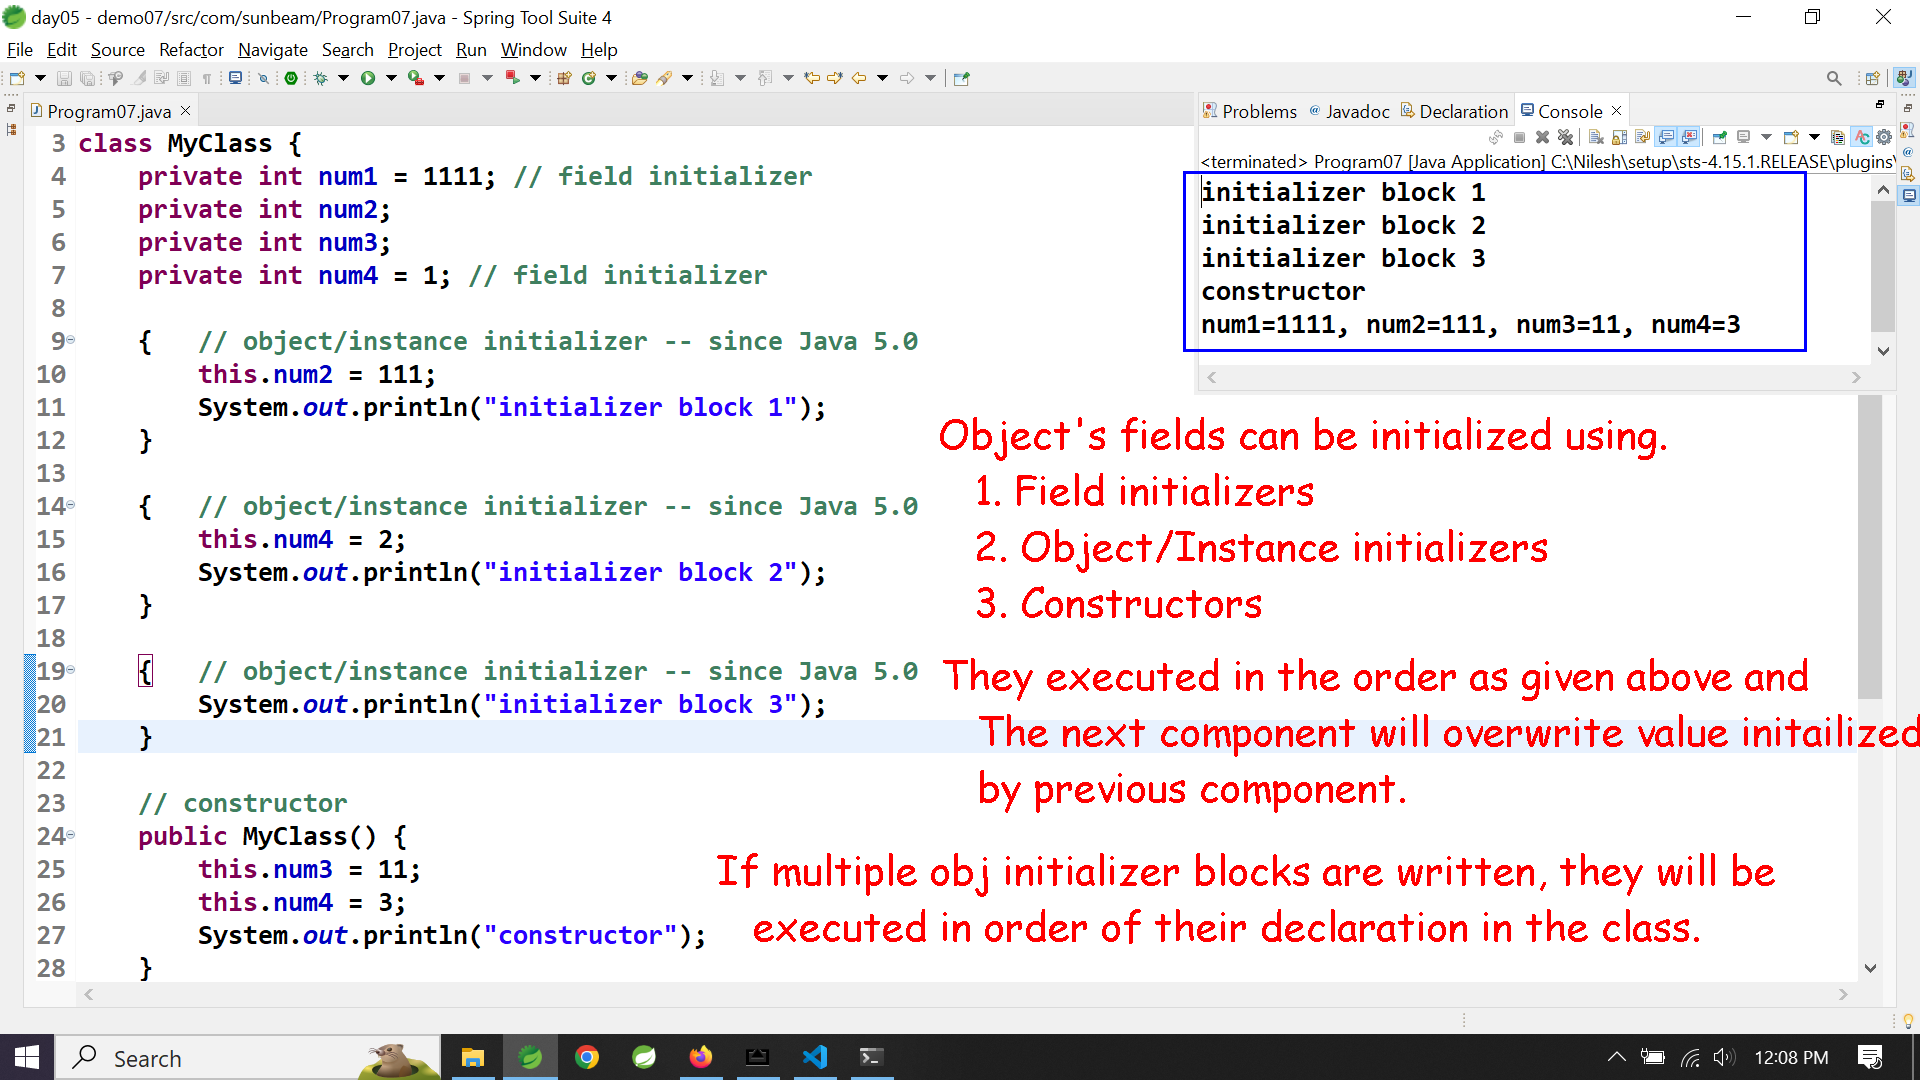 day05 - demo07/src/com/sunbeam/Program07.java - Spring Tool Suite 4
File Edit Source Refactor Navigate Search Project Run Window Help
Program07.java
3 class MyClass {
4 private int num1 = 1111; // field initializer
5 private int num2;
6 private int num3;
7 private int num4 = 1; // field initializer
8
9 { // object/instance initializer -- since Java 5.0
10 this.num2 = 111;
11 System.out.println("initializer block 1");
12 }
13
14 { // object/instance initializer -- since Java 5.0
15 this.num4 = 2;
16 System.out.println("initializer block 2");
17 }
18
19 { // object/instance initializer -- since Java 5.0
20 System.out.println("initializer block 3");
21 }
22
23 // constructor
24 public MyClass() {
25 this.num3 = 11;
26 this.num4 = 3;
27 System.out.println("constructor");
28 }
Problems @ Javadoc Declaration Console
<terminated> Program07 [Java Application] C:\Nilesh\setup\sts-4.15.1.RELEASE\plugins\
initializer block 1
initializer block 2
initializer block 3
constructor
num1=1111, num2=111, num3=11, num4=3
Object's fields can be initialized using.
1. Field initializers
2. Object/Instance initializers
3. Constructors
They executed in the order as given above and
The next component will overwrite value initailized
by previous component.
If multiple obj initializer blocks are written, they will be
executed in order of their declaration in the class.
Search
12:08 PM